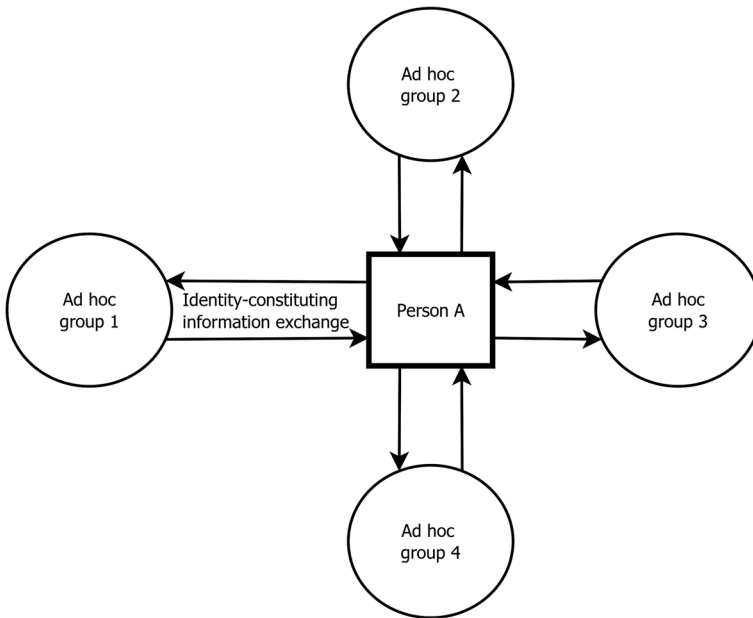 Ad hoc
group 2
Ad hoc
group 1
Identity-constituting
information exchange
Person A
Ad hoc
group 3
Ad hoc
group 4